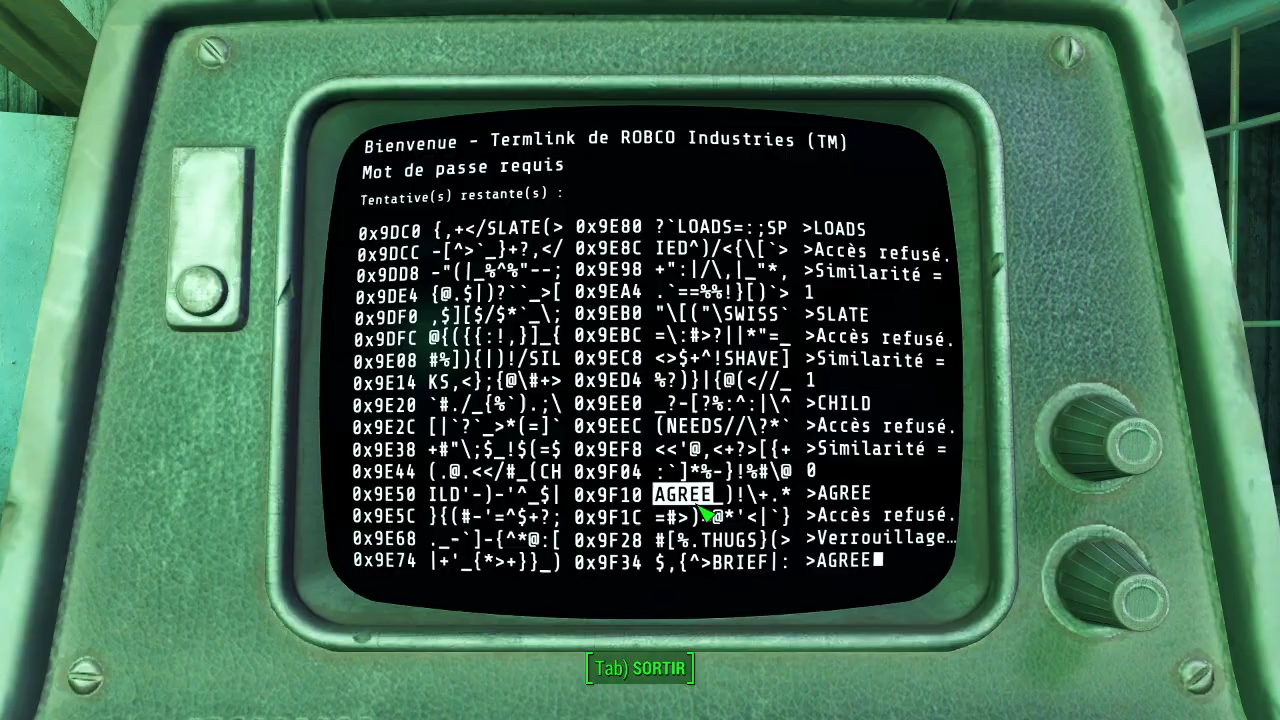 Bienvenue - Termlink de ROBCO Industries (TM)
Mot de passe requis
Tentative(s) restante(s) :
0x9DC0 {,+</SLATE(> 0x9E80 ?`LOADS=:;SP >LOADS
0x9DCC -[^>`_}+?,</ 0x9E8C IED^)/<{\[`> >Accès refusé.
0x9DD8 -"(|_%^%"--; 0x9E98 +":|/\,|_"*, >Similarité =
0x9DE4 {@.$|)?``_>[ 0x9EA4 .`==%%!}[)`> 1
0x9DF0 ,$][$/$*`_\; 0x9EB0 "\[("\SWISS` >SLATE
0x9DFC @{({{:!,}]_{ 0x9EBC =\:#>?||*"=_ >Accès refusé.
0x9E08 #%]){|)!/SIL 0x9EC8 <>$+^!SHAVE] >Similarité =
0x9E14 KS,<};{@\#+> 0x9ED4 %?)}|{@(<//_ 1
0x9E20 `#./_{%`).;\ 0x9EE0 _?-[?%:^:|\^ >CHILD
0x9E2C [|`?`_>*(=]` 0x9EEC (NEEDS//\?*` >Accès refusé.
0x9E38 +#"\;$_!$(=$ 0x9EF8 <<'@,<+?>[{+ >Similarité =
0x9E44 (.@.<</#_(CH 0x9F04 :`]*%-}!%#\@ 0
0x9E50 ILD'-)-'^_$| 0x9F10 AGREE_)!\+.* >AGREE
0x9E5C }{(#-'=^$+?; 0x9F1C =#>)-@*'<|`} >Accès refusé.
0x9E68 ._-`]-{^*@:[ 0x9F28 #[%.THUGS}(> >Verrouillage…
0x9E74 |+'_{*>+}}_) 0x9F34 $,{^>BRIEF|: >AGREE
Tab) SORTIR